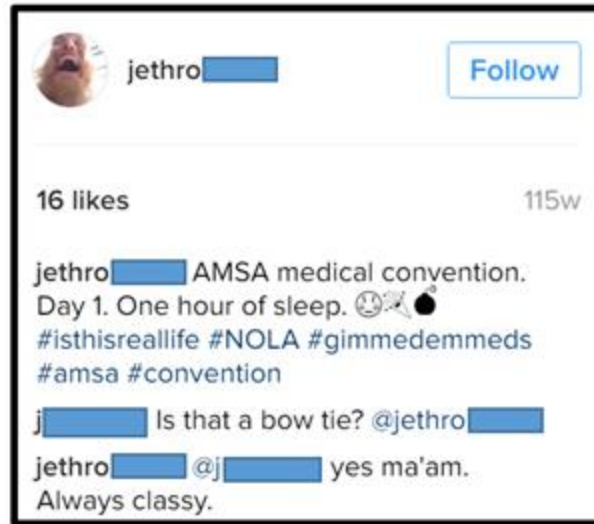 jethro
Follow
16 likes
115w
jethro AMSA medical convention.
Day 1. One hour of sleep.
#isthisreallife #NOLA #gimmedemmeds
#amsa #convention
j Is that a bow tie? @jethro
jethro @j yes ma'am.
Always classy.